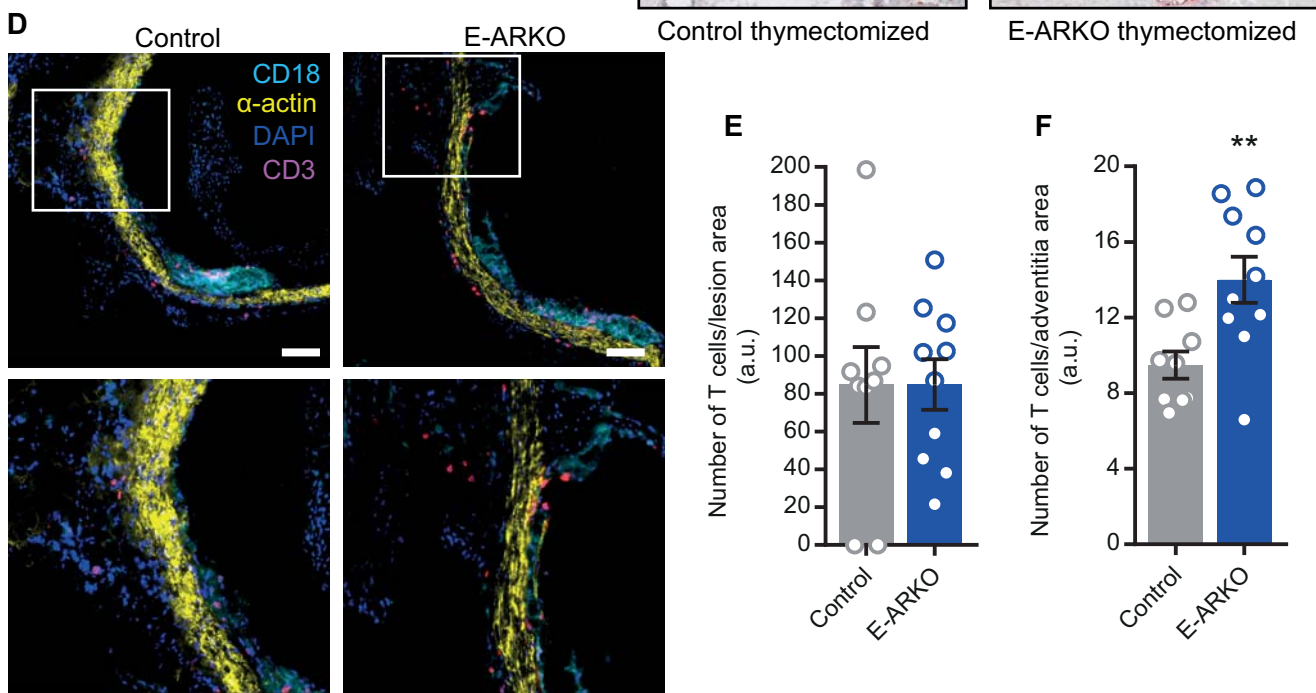 D
Control
E-ARKO
Control thymectomized
E-ARKO thymectomized
CD18
α-actin
DAPI
CD3
E
Number of T cells/lesion area
(a.u.)
200
180
160
140
120
100
80
60
40
20
0
Control
E-ARKO
F
**
Number of T cells/adventitia area
(a.u.)
20
16
12
8
4
0
Control
E-ARKO